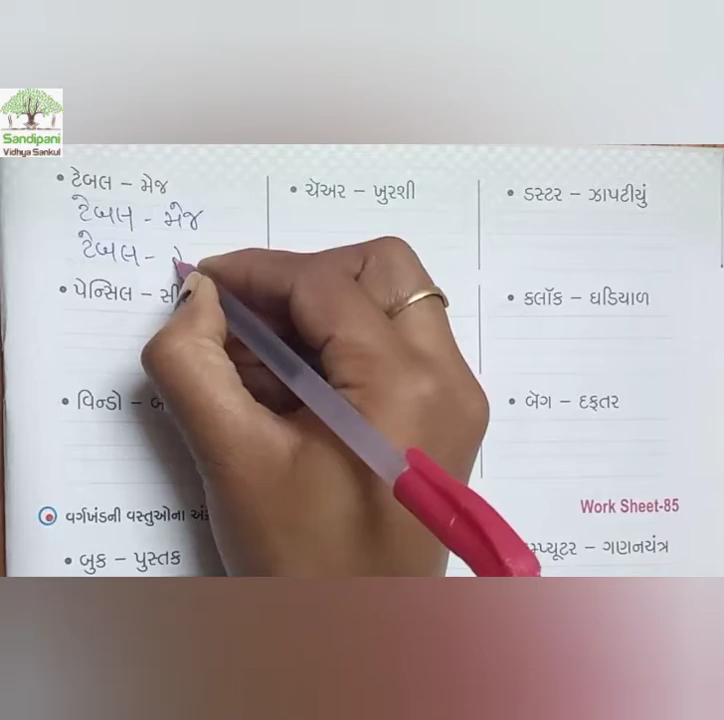 Sandipani
Vidhya Sankul
• ટેબલ – મેજ
• ચૅઅર – ખુરશી
• ડસ્ટર – ઝાપટીયું
ટેબલ - મેજ
ટેબલ -
• પેન્સિલ –
• કલૉક – ઘડિયાળ
• વિન્ડો –
• બૅગ – દફતર
Work Sheet-85
વર્ગખંડની વસ્તુઓના
• બુક – પુસ્તક
– ગણનયંત્ર